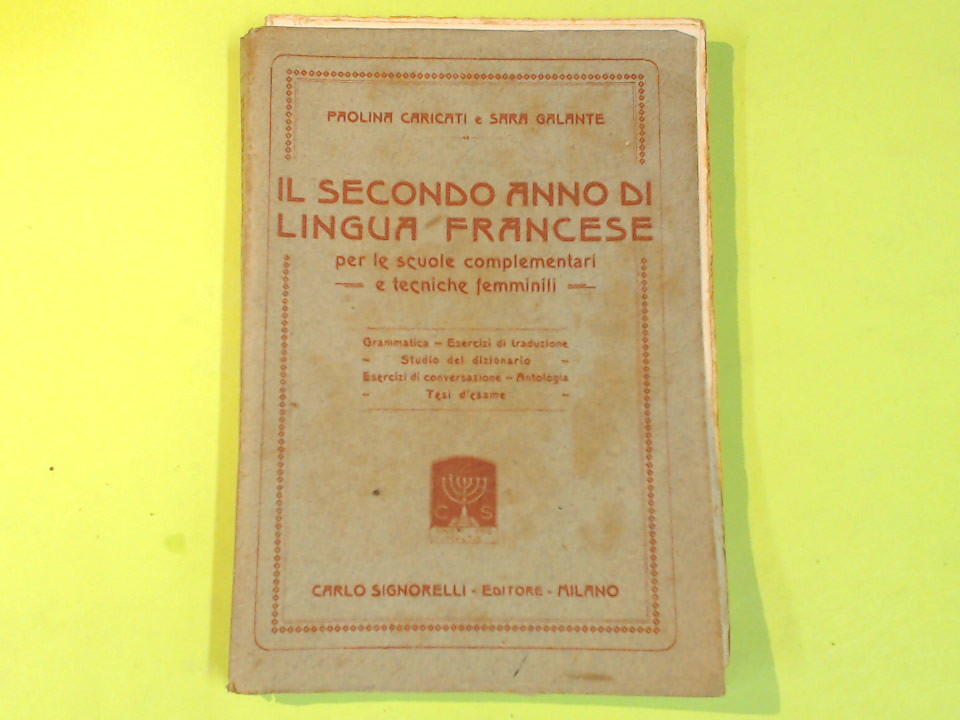 PAOLINA CARICATI e SARA GALANTE
IL SECONDO ANNO DI
LINGUA FRANCESE
per le scuole complementari
e tecniche femminili
Grammatica - Esercizi di traduzione
- Studio del dizionario -
Esercizi di conversazione - Antologia
- Tesi d'esame -
C S
CARLO SIGNORELLI - EDITORE - MILANO